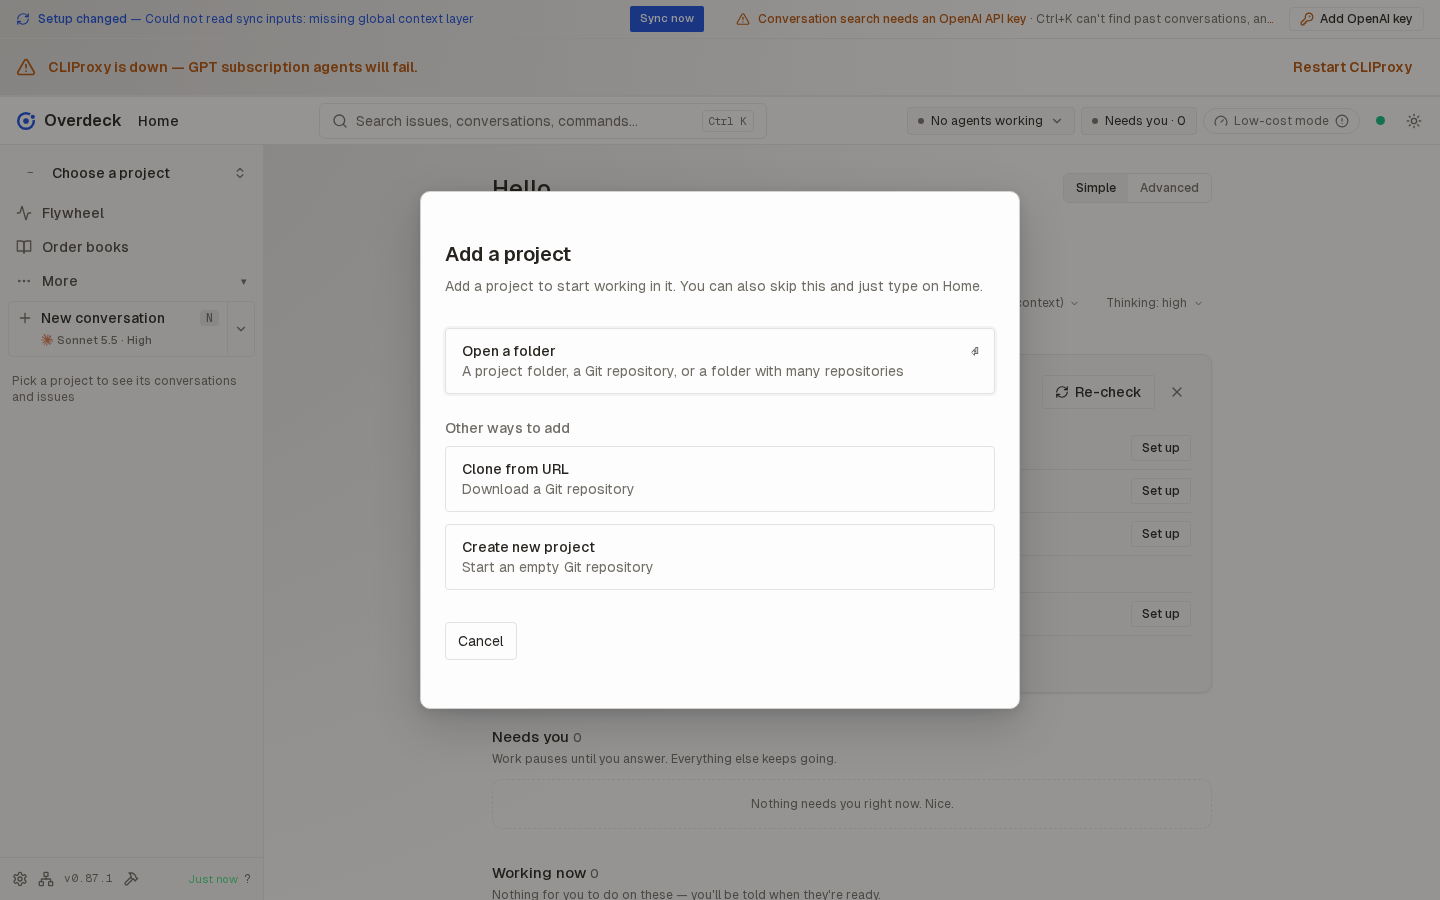 Setup changed — Could not read sync inputs: missing global context layer
Sync now
Conversation search needs an OpenAI API key · Ctrl+K can't find past conversations, an…
Add OpenAI key
CLIProxy is down — GPT subscription agents will fail.
Restart CLIProxy
Overdeck
Home
Search issues, conversations, commands...
Ctrl K
No agents working
Needs you · 0
Low-cost mode
Choose a project
Flywheel
Order books
More
New conversation
N
Sonnet 5.5 · High
Pick a project to see its conversations
and issues
v0.87.1
Just now
?
Hello
Simple
Advanced
context)
Thinking: high
Re-check
Set up
Set up
Set up
Set up
Add a project
Add a project to start working in it. You can also skip this and just type on Home.
Open a folder
A project folder, a Git repository, or a folder with many repositories
Other ways to add
Clone from URL
Download a Git repository
Create new project
Start an empty Git repository
Cancel
Needs you 0
Work pauses until you answer. Everything else keeps going.
Nothing needs you right now. Nice.
Working now 0
Nothing for you to do on these — you'll be told when they're ready.